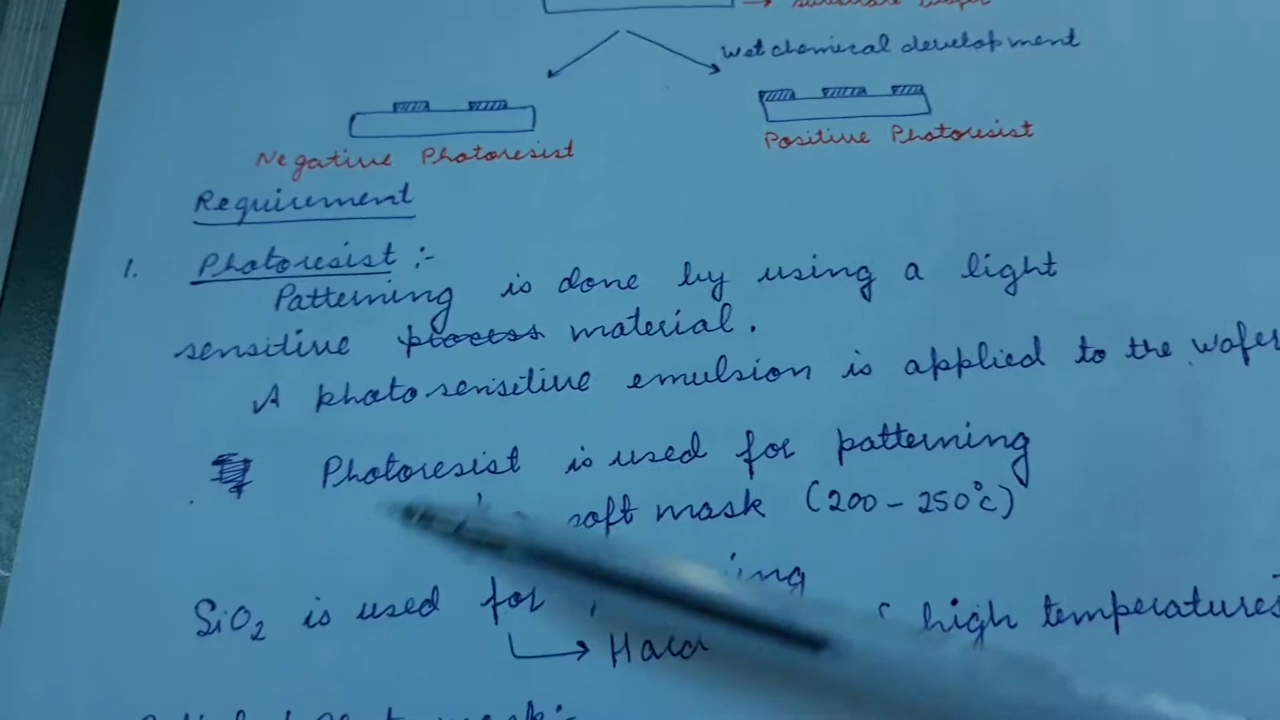 → substrate wafer
Wet chemical development
Negative Photoresist
Positive Photoresist
Requirement
1. Photoresist :-
Patterning is done by using a light
sensitive process material.
A photosensitive emulsion is applied to the wafer
Photoresist is used for patterning
soft mask (200-250°C)
SiO2 is used for
high temperatures
→ Hard